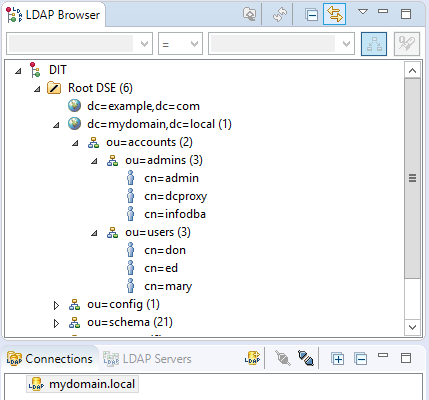 LDAP Browser
=
DIT
Root DSE (6)
dc=example,dc=com
dc=mydomain,dc=local (1)
ou=accounts (2)
ou=admins (3)
cn=admin
cn=dcproxy
cn=infodba
ou=users (3)
cn=don
cn=ed
cn=mary
ou=config (1)
ou=schema (21)
Connections LDAP Servers
LDAP
mydomain.local